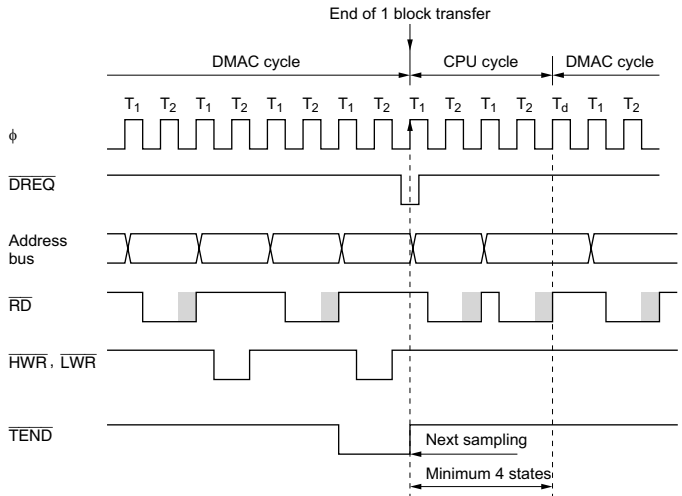 End of 1 block transfer
DMAC cycle CPU cycle DMAC cycle
T1 T2 T1 T2 T1 T2 T1 T2 T1 T2 T1 T2 Td T1 T2
ϕ
DREQ
Address
bus
RD
HWR, LWR
TEND
Next sampling
Minimum 4 states